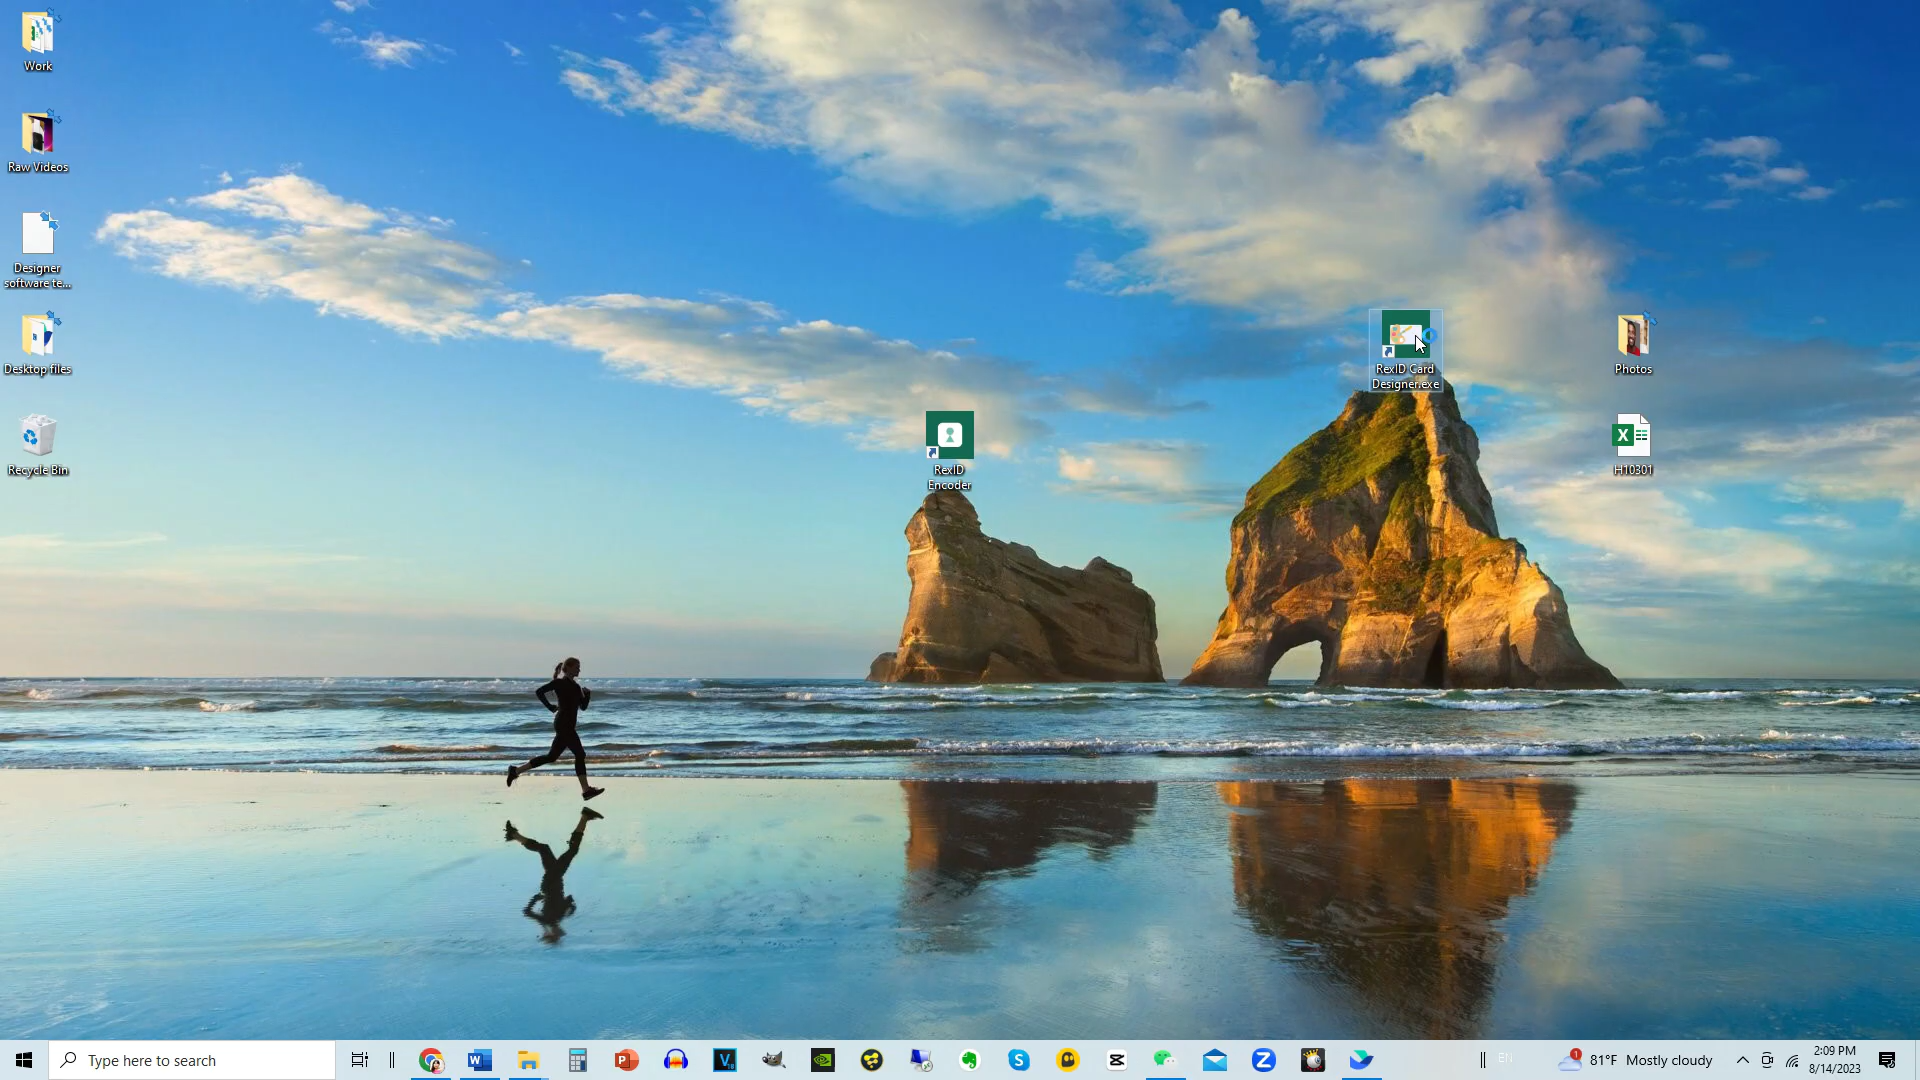 Work
Raw Videos
Designer
software te...
Desktop files
Recycle Bin
RexID
Encoder
RexID Card
Designer.exe
Photos
H10301
Type here to search
EN
81°F Mostly cloudy
2:09 PM
8/14/2023